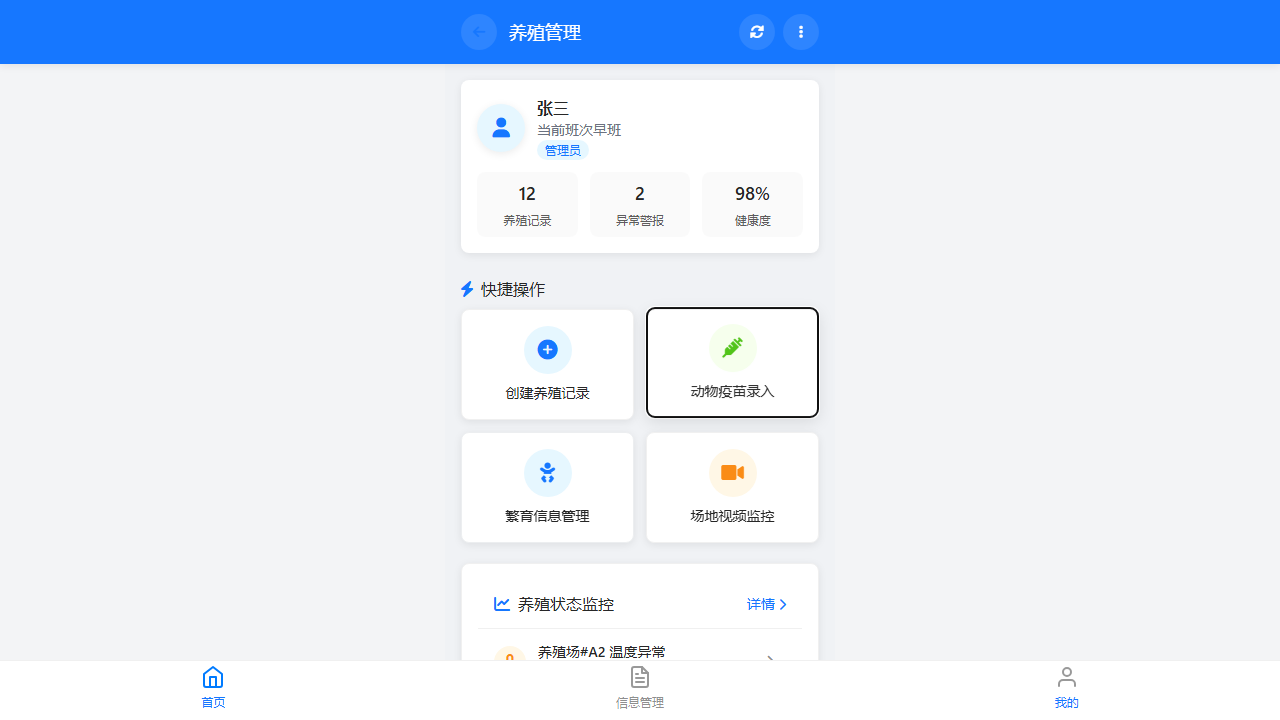 养殖管理
张三
当前班次早班
管理员
12
养殖记录
2
异常警报
98%
健康度
快捷操作
创建养殖记录
动物疫苗录入
繁育信息管理
场地视频监控
养殖状态监控
详情
养殖场#A2 温度异常
首页
信息管理
我的